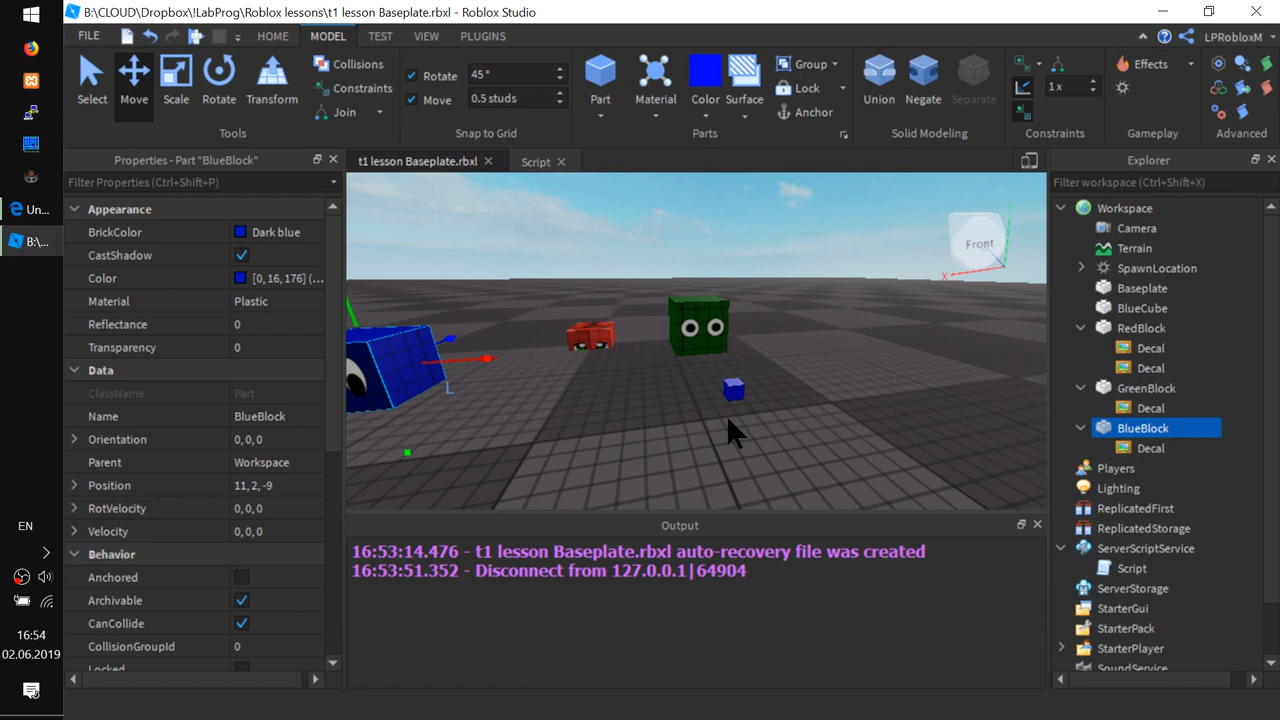 B:\CLOUD\Dropbox\!LabProg\Roblox lessons\t1 lesson Baseplate.rbxl - Roblox Studio
FILE HOME MODEL TEST VIEW PLUGINS LPRobloxM
Select Move Scale Rotate Transform
Collisions
Constraints
Join
Tools
Rotate 45°
Move 0.5 studs
Snap to Grid
Part Material Color Surface
Group
Lock
Anchor
Parts
Union Negate Separate
Solid Modeling
1 x
Constraints
Effects
Gameplay
Advanced
Properties - Part "BlueBlock"
Filter Properties (Ctrl+Shift+P)
Appearance
BrickColor Dark blue
CastShadow
Color [0, 16, 176] (...
Material Plastic
Reflectance 0
Transparency 0
Data
ClassName Part
Name BlueBlock
Orientation 0, 0, 0
Parent Workspace
Position 11, 2, -9
RotVelocity 0, 0, 0
Velocity 0, 0, 0
Behavior
Anchored
Archivable
CanCollide
CollisionGroupId 0
Locked
t1 lesson Baseplate.rbxl Script
Front
X
L
Output
16:53:14.476 - t1 lesson Baseplate.rbxl auto-recovery file was created
16:53:51.352 - Disconnect from 127.0.0.1|64904
Explorer
Filter workspace (Ctrl+Shift+X)
Workspace
Camera
Terrain
SpawnLocation
Baseplate
BlueCube
RedBlock
Decal
Decal
GreenBlock
Decal
BlueBlock
Decal
Players
Lighting
ReplicatedFirst
ReplicatedStorage
ServerScriptService
Script
ServerStorage
StarterGui
StarterPack
StarterPlayer
SoundService
Un...
B:\...
EN
16:54
02.06.2019